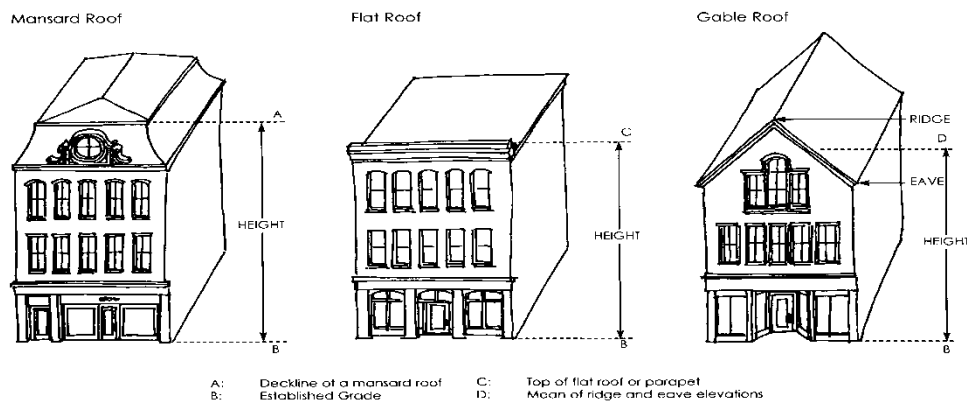 Mansard Roof
Flat Roof
Gable Roof
A
C
RIDGE
D
EAVE
HEIGHT
HEIGHT
HEIGHT
B
B
B
A: Deckline of a mansard roof
B: Established Grade
C: Top of flat roof or parapet
D: Mean of ridge and eave elevations